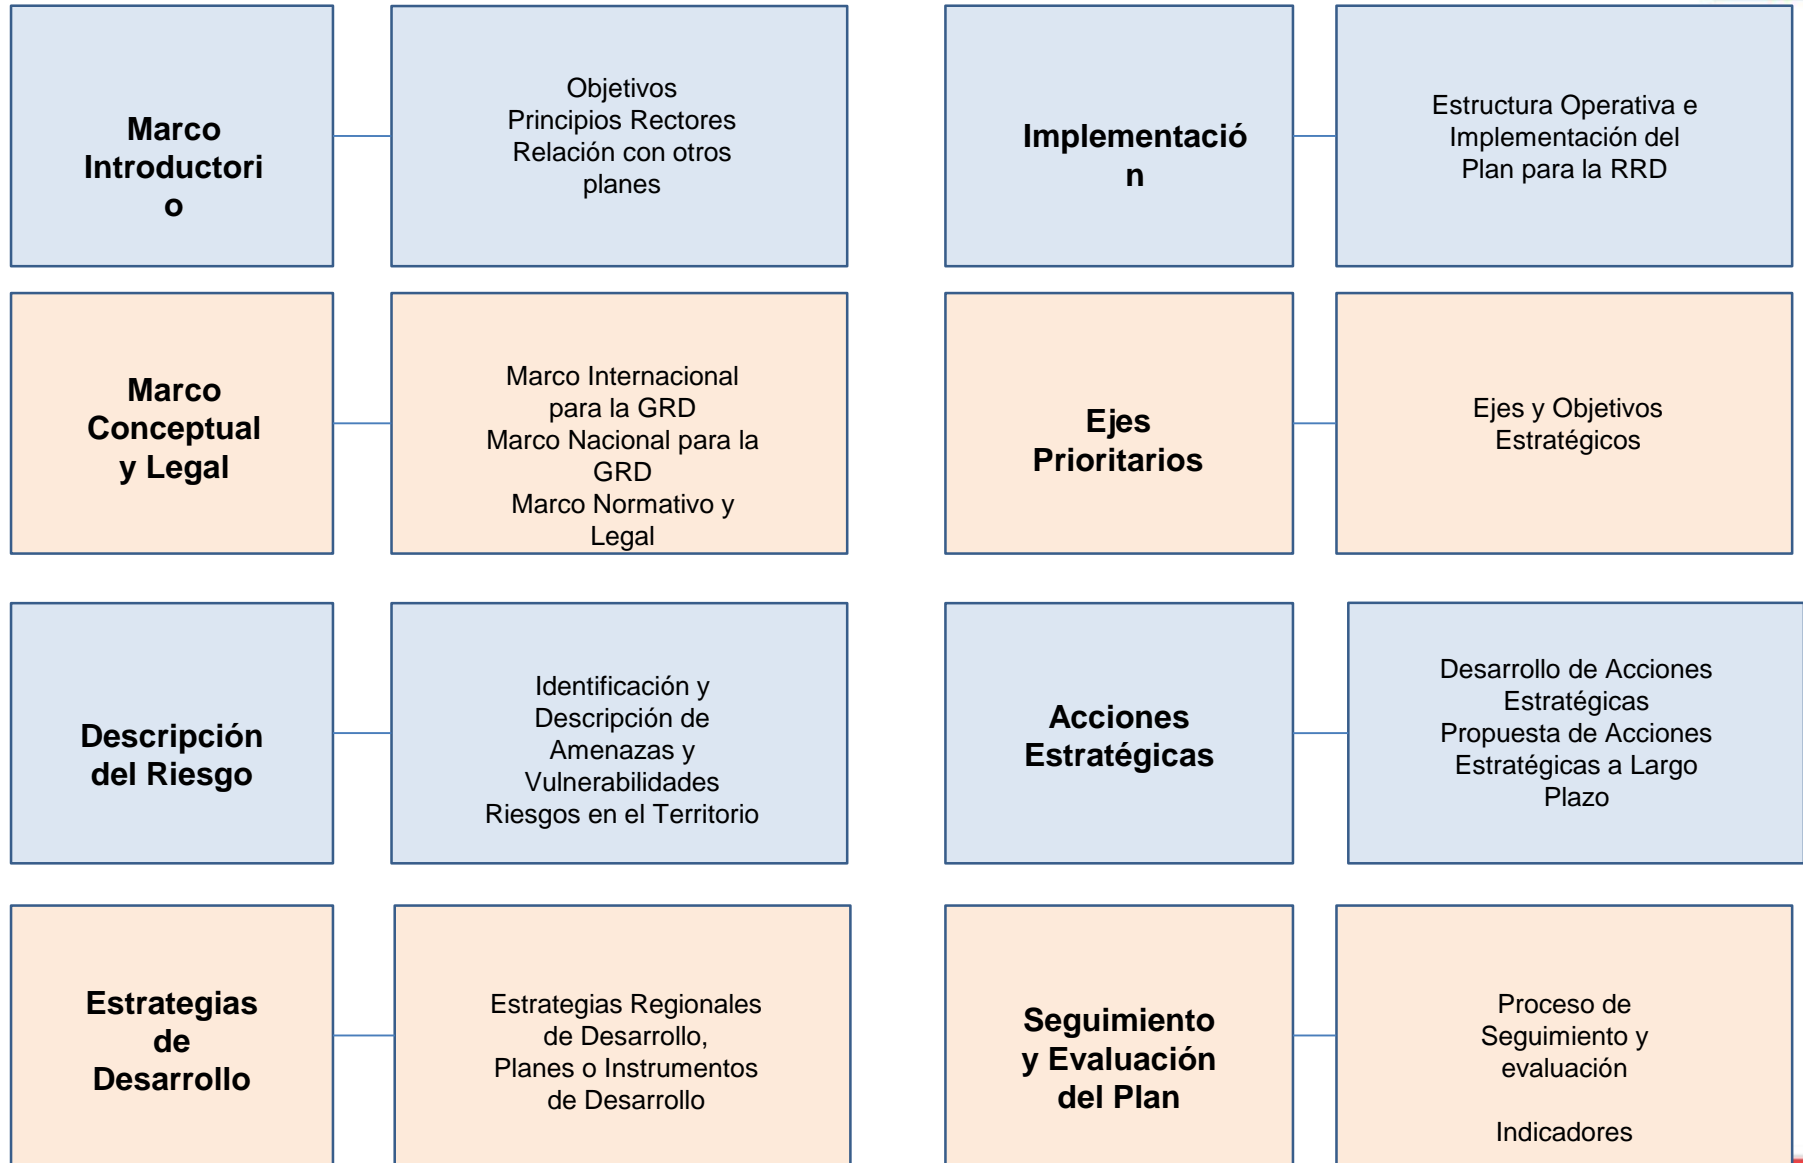 Marco
Introductori
o
Objetivos
Principios Rectores
Relación con otros
planes
Marco
Conceptual
y Legal
Marco Internacional
para la GRD
Marco Nacional para la
GRD
Marco Normativo y
Legal
Descripción
del Riesgo
Identificación y
Descripción de
Amenazas y
Vulnerabilidades
Riesgos en el Territorio
Estrategias
de
Desarrollo
Estrategias Regionales
de Desarrollo,
Planes o Instrumentos
de Desarrollo
Implementació
n
Estructura Operativa e
Implementación del
Plan para la RRD
Ejes
Prioritarios
Ejes y Objetivos
Estratégicos
Acciones
Estratégicas
Desarrollo de Acciones
Estratégicas
Propuesta de Acciones
Estratégicas a Largo
Plazo
Seguimiento
y Evaluación
del Plan
Proceso de
Seguimiento y
evaluación
Indicadores